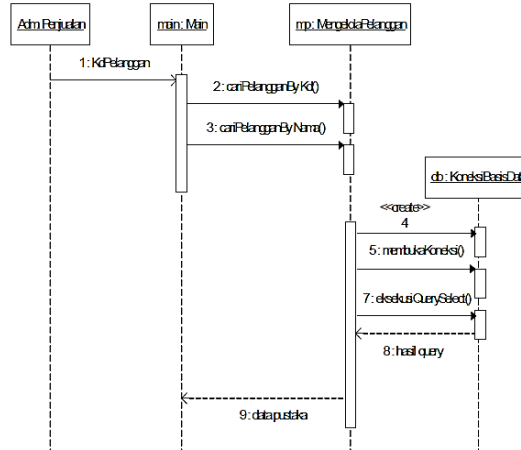 Adm Penjualan
main : Main
mp : MengelolaPelanggan
1 : KdPelanggan
2 : cariPelangganByKd()
3 : cariPelangganByNama()
db : KoneksiBasisDat
<<create>>
4
5 : membukaKoneksi()
7 : eksekusiQuerySelect()
8 : hasil query
9 : data pustaka